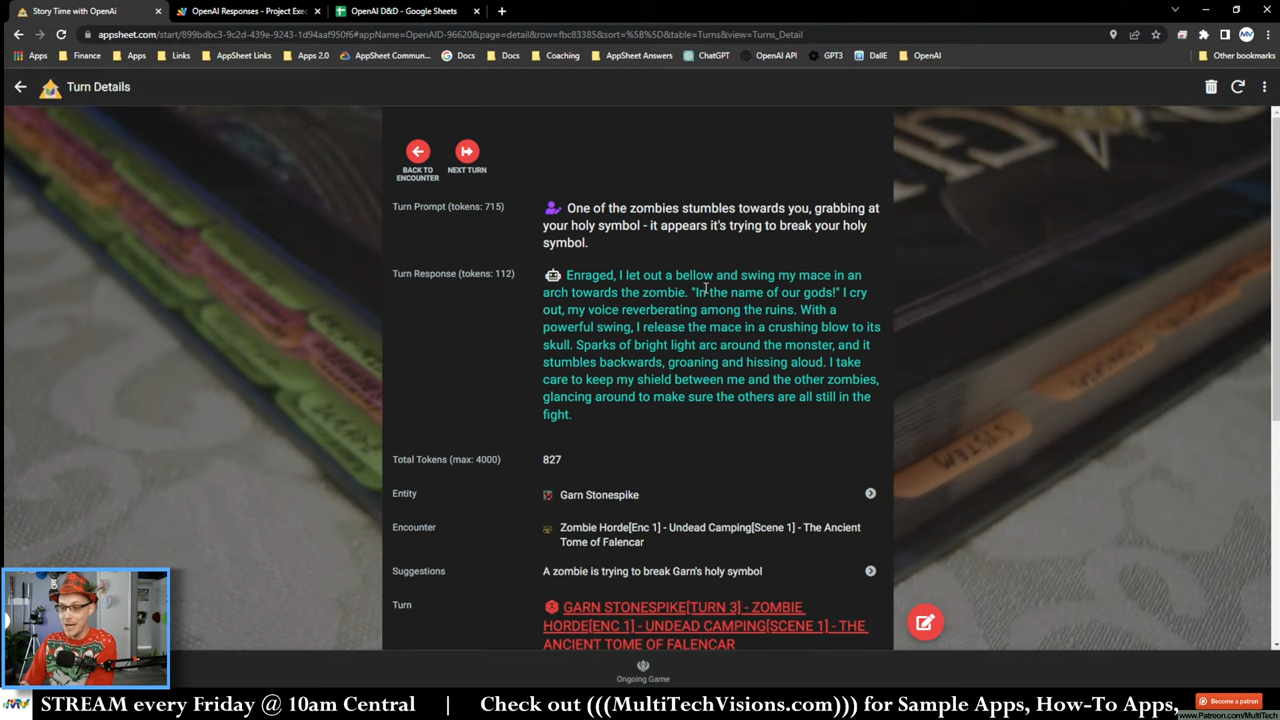 Story Time with OpenAi
OpenAI Responses - Project Exec
OpenAI D&D - Google Sheets
appsheet.com/start/899bdbc3-9c2d-439e-9243-1d94aaf950f6#appName=OpenAID-96620&page=detail&row=fbc83385&sort=%5B%5D&table=Turns&view=Turns_Detail
Apps Finance Apps Links AppSheet Links Apps 2.0 AppSheet Commun... Docs Docs Coaching AppSheet Answers ChatGPT OpenAI API GPT3 DallE OpenAI Other bookmarks
Turn Details
BACK TO
ENCOUNTER
NEXT TURN
Turn Prompt (tokens: 715)
One of the zombies stumbles towards you, grabbing at
your holy symbol - it appears it's trying to break your holy
symbol.
Turn Response (tokens: 112)
Enraged, I let out a bellow and swing my mace in an
arch towards the zombie. "In the name of our gods!" I cry
out, my voice reverberating among the ruins. With a
powerful swing, I release the mace in a crushing blow to its
skull. Sparks of bright light arc around the monster, and it
stumbles backwards, groaning and hissing aloud. I take
care to keep my shield between me and the other zombies,
glancing around to make sure the others are all still in the
fight.
Total Tokens (max: 4000)
827
Entity
Garn Stonespike
Encounter
Zombie Horde[Enc 1] - Undead Camping[Scene 1] - The Ancient
Tome of Falencar
Suggestions
A zombie is trying to break Garn's holy symbol
Turn
GARN STONESPIKE[TURN 3] - ZOMBIE
HORDE[ENC 1] - UNDEAD CAMPING[SCENE 1] - THE
ANCIENT TOME OF FALENCAR
Ongoing Game
STREAM every Friday @ 10am Central | Check out (((MultiTechVisions.com))) for Sample Apps, How-To Apps,
Become a patron
www.Patreon.com/MultiTech